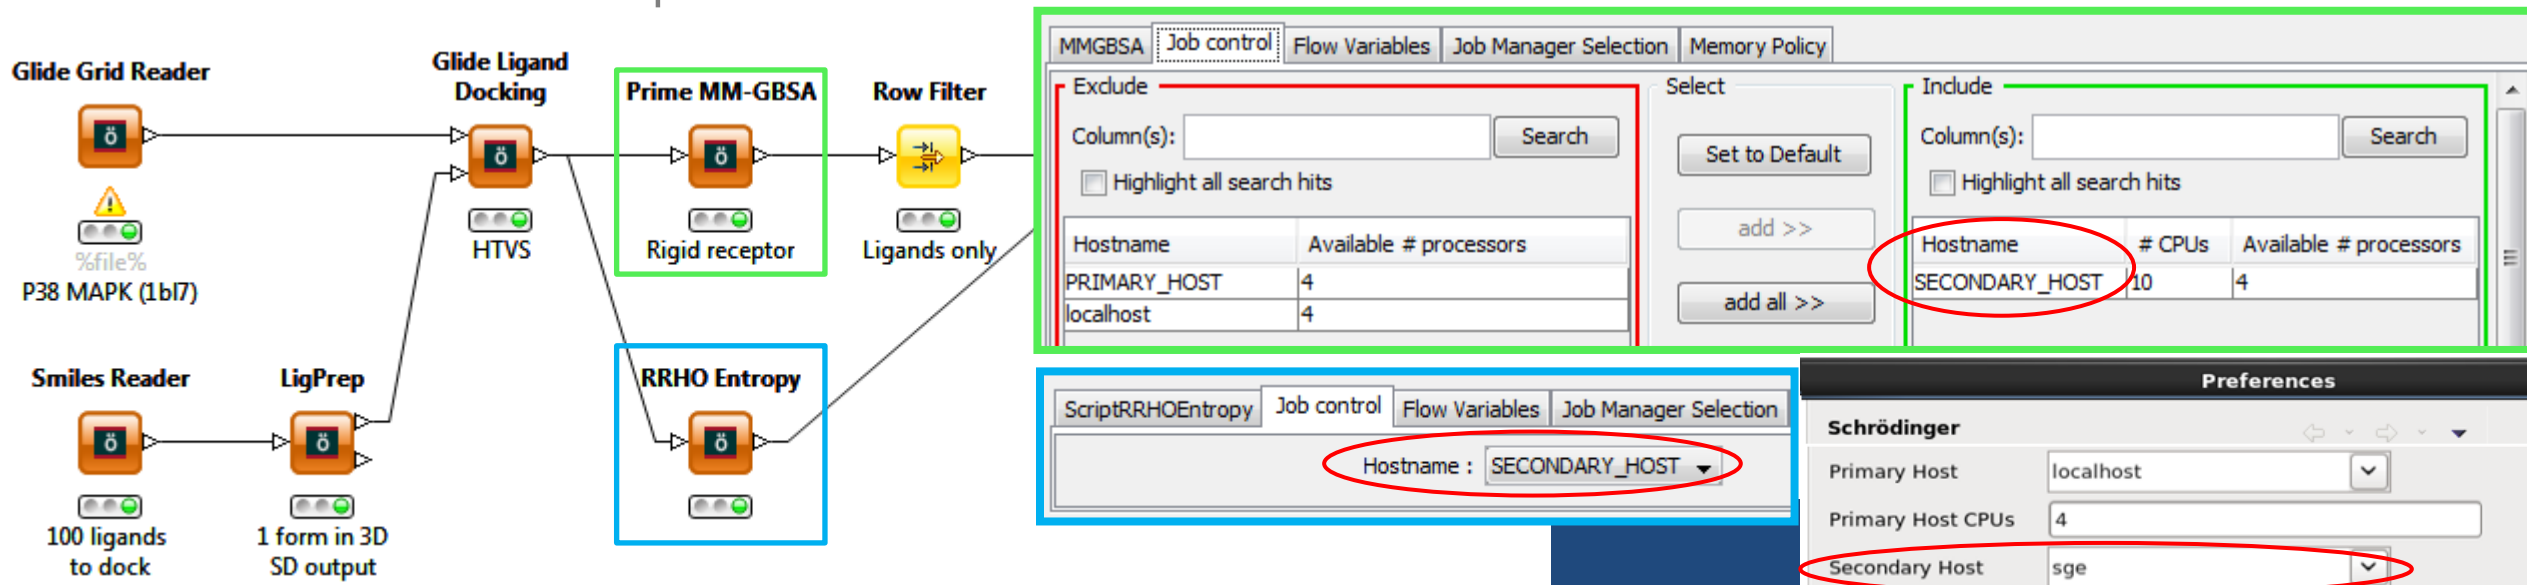 Glide Grid Reader
%file%
P38 MAPK (1bl7)
Smiles Reader
100 ligands
to dock
LigPrep
1 form in 3D
SD output
Glide Ligand
Docking
HTVS
Prime MM-GBSA
Rigid receptor
RRHO Entropy
Row Filter
Ligands only
MMGBSA Job control Flow Variables Job Manager Selection Memory Policy
Exclude
Column(s): Search
Highlight all search hits
Hostname Available # processors
PRIMARY_HOST 4
localhost 4
Select
Set to Default
add >>
add all >>
Include
Column(s): Search
Highlight all search hits
Hostname # CPUs Available # processors
SECONDARY_HOST 10 4
ScriptRRHOEntropy Job control Flow Variables Job Manager Selection
Hostname : SECONDARY_HOST
Preferences
Schrödinger
Primary Host localhost
Primary Host CPUs 4
Secondary Host sge